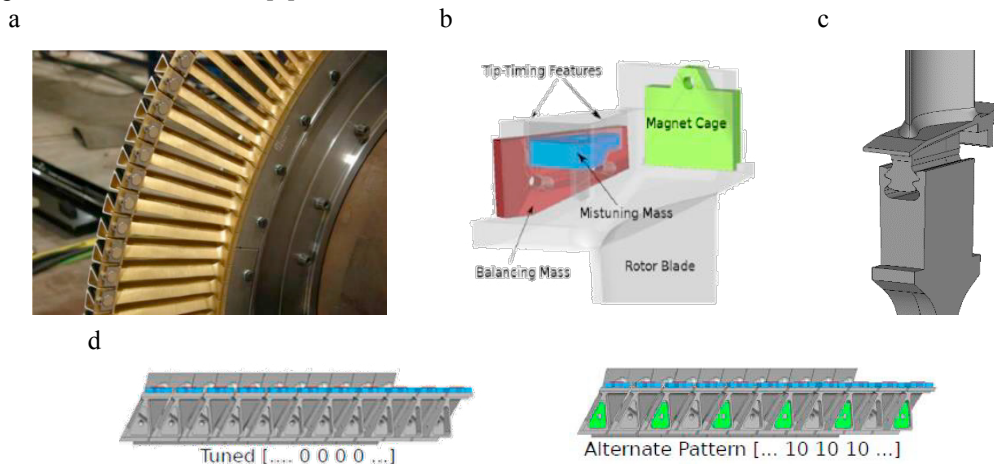 a
b
c
Tip-Timing Features
Magnet Cage
Mistuning Mass
Balancing Mass
Rotor Blade
d
Tuned [.... 0 0 0 0 ...]
Alternate Pattern [... 10 10 10 ...]